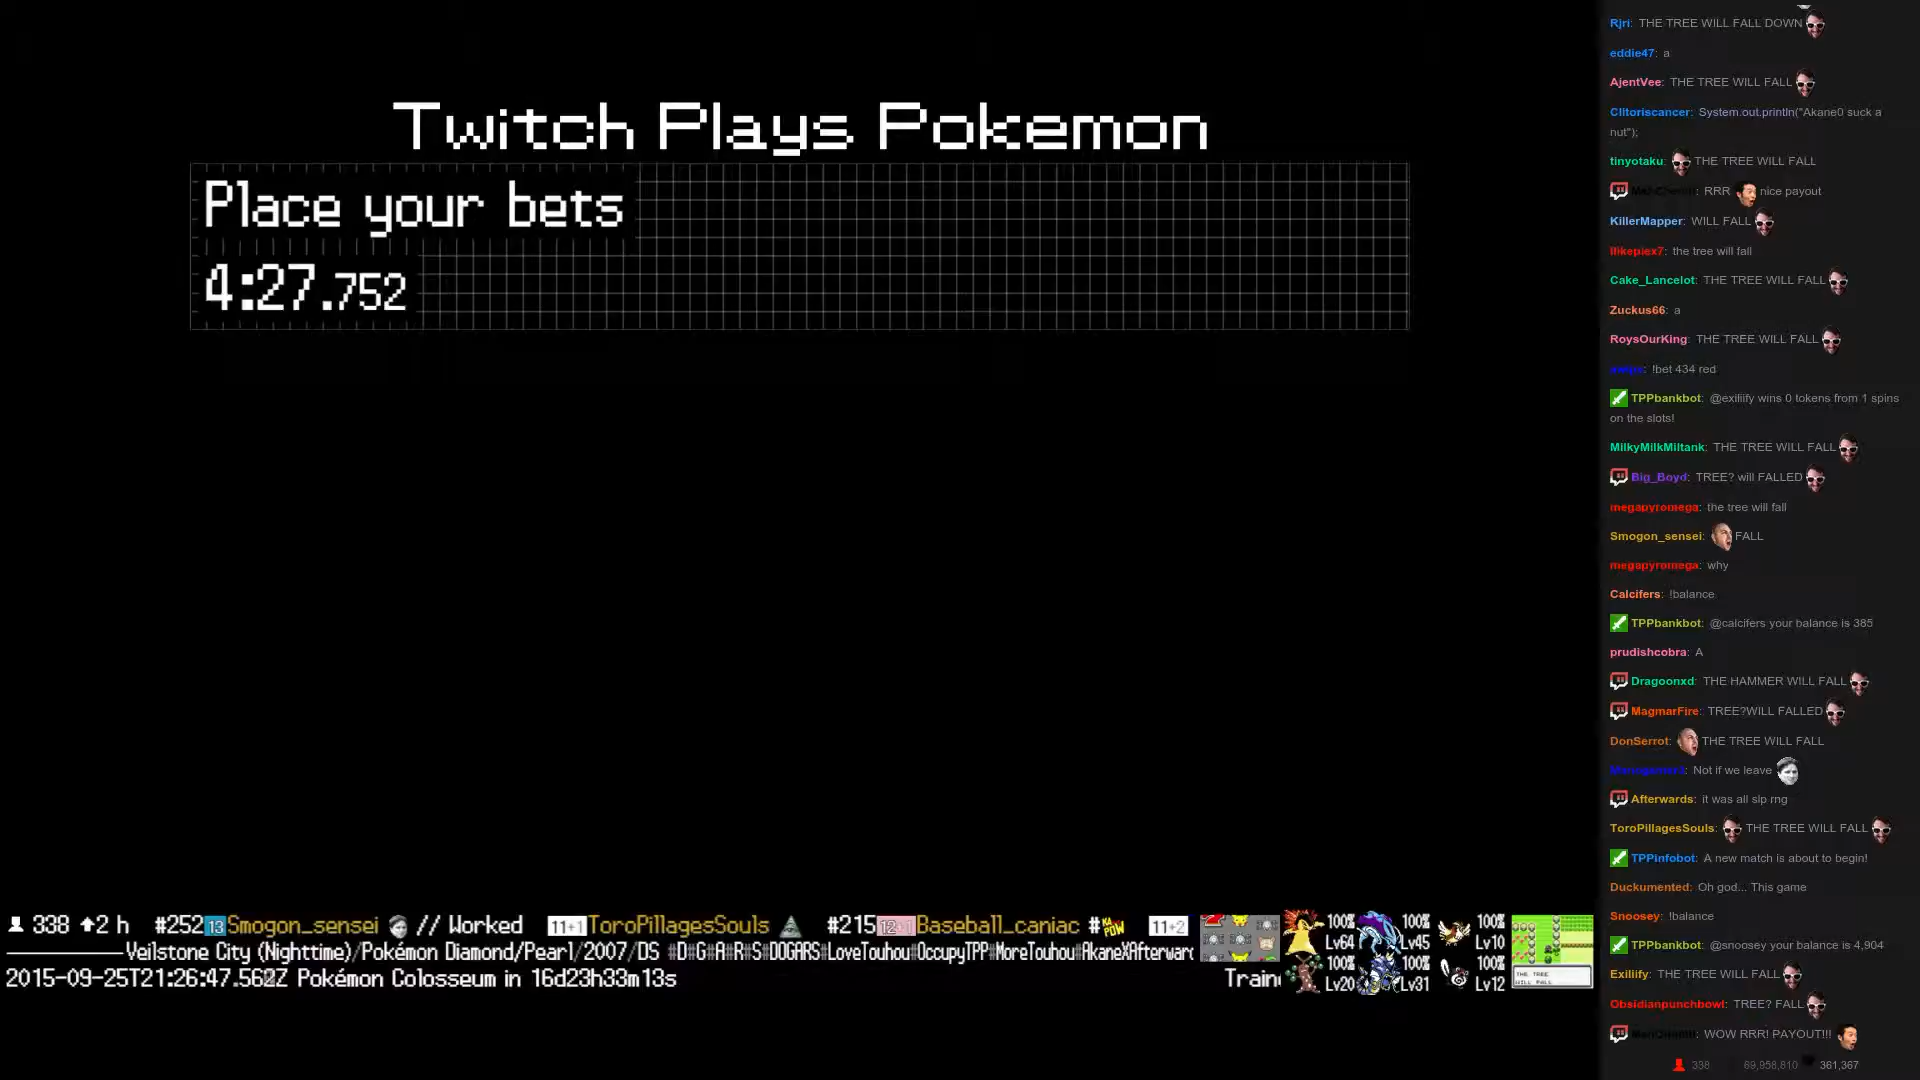 Twitch Plays Pokemon
Place your bets
4:27.752
338 2 h #252 13 Smogon_sensei // Worked 11+1 ToroPillagesSouls #215 12+1 Baseball_caniac # KAPOW 11+2
Veilstone City (Nighttime)/Pokémon Diamond/Pearl/2007/DS #D#G#A#R#S#DOGARS#LoveTouhou#OccupyTPP#MoreTouhou#AkaneXAfterwar
Pokémon Colosseum in 16d23h33m13s
Train
100% Lv64
100% Lv45
100% Lv10
100% Lv20
100% Lv31
100% Lv12
THE TREE
WILL FALL
Rjri: THE TREE WILL FALL DOWN
eddie47: a
AjentVee: THE TREE WILL FALL
Clltoriscancer: System.out.println("Akane0 suck a
nut");
tinyotaku: THE TREE WILL FALL
: RRR nice payout
KillerMapper: WILL FALL
llikepiex7: the tree will fall
Cake_Lancelot: THE TREE WILL FALL
Zuckus66: a
RoysOurKing: THE TREE WILL FALL
: !bet 434 red
TPPbankbot: @exiliify wins 0 tokens from 1 spins
on the slots!
MilkyMilkMiltank: THE TREE WILL FALL
Big_Boyd: TREE? will FALLED
megapyromega: the tree will fall
Smogon_sensei: FALL
megapyromega: why
Calcifers: !balance
TPPbankbot: @calcifers your balance is 385
prudishcobra: A
Dragoonxd: THE HAMMER WILL FALL
MagmarFire: TREE?WILL FALLED
DonSerrot: THE TREE WILL FALL
: Not if we leave
Afterwards: it was all slp rng
ToroPillagesSouls: THE TREE WILL FALL
TPPinfobot: A new match is about to begin!
Duckumented: Oh god... This game
Snoosey: !balance
TPPbankbot: @snoosey your balance is 4,904
Exiliify: THE TREE WILL FALL
Obsidianpunchbowl: TREE? FALL
: WOW RRR! PAYOUT!!!
338 69,958,810 361,367